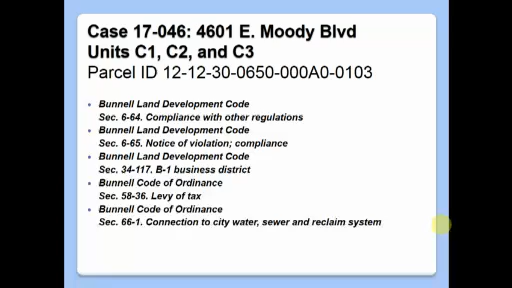 Case 17-046: 4601 E. Moody Blvd
Units C1, C2, and C3
Parcel ID 12-12-30-0650-000A0-0103
• Bunnell Land Development Code
Sec. 6-64. Compliance with other regulations
• Bunnell Land Development Code
Sec. 6-65. Notice of violation; compliance
• Bunnell Land Development Code
Sec. 34-117. B-1 business district
• Bunnell Code of Ordinance
Sec. 58-36. Levy of tax
• Bunnell Code of Ordinance
Sec. 66-1. Connection to city water, sewer and reclaim system